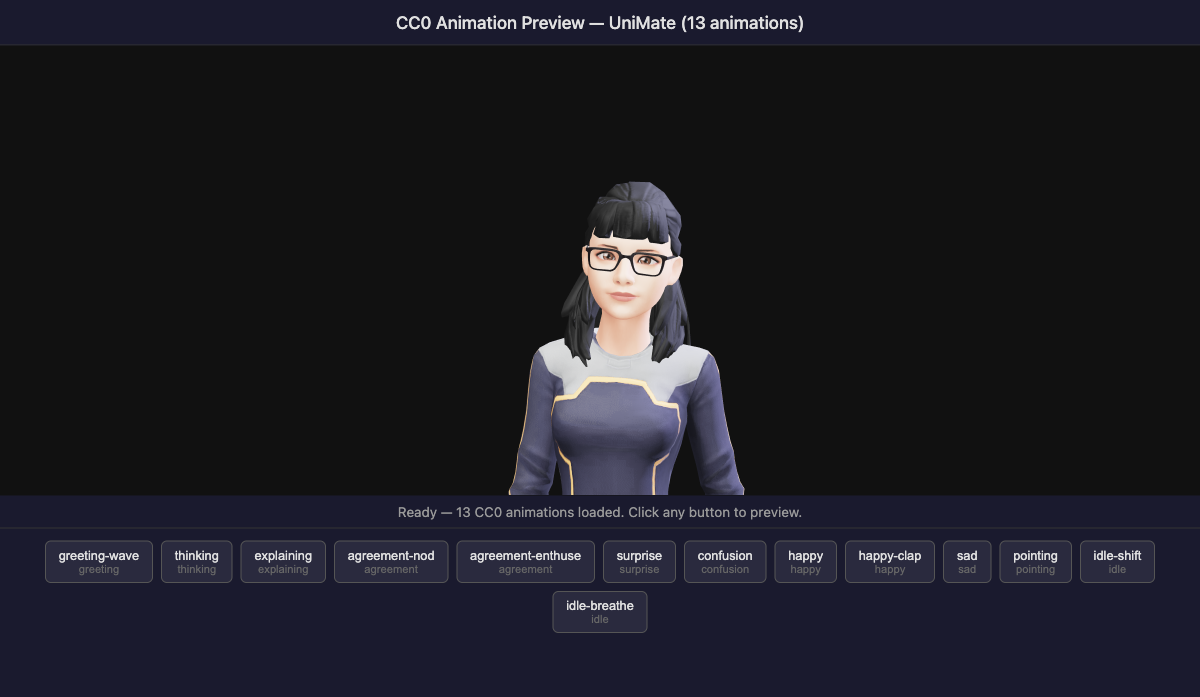 CC0 Animation Preview — UniMate (13 animations)
Ready — 13 CC0 animations loaded. Click any button to preview.
greeting-wave thinking explaining agreement-nod agreement-enthuse surprise confusion happy happy-clap sad pointing idle-shift
greeting thinking explaining agreement agreement surprise confusion happy happy sad pointing idle
idle-breathe
idle